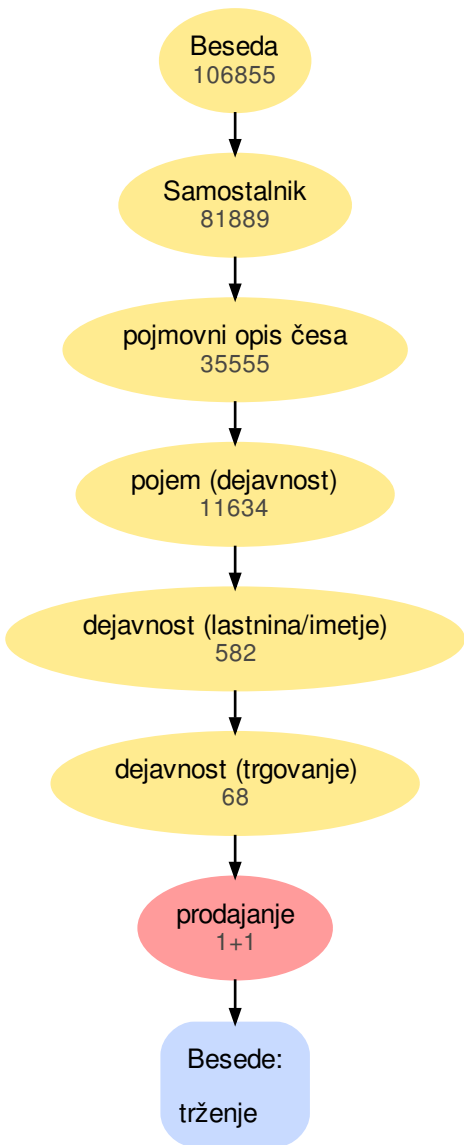 Beseda
106855
Samostalnik
81889
pojmovni opis česa
35555
pojem (dejavnost)
11634
dejavnost (lastnina/imetje)
582
dejavnost (trgovanje)
68
prodajanje
1+1
Besede:
trženje